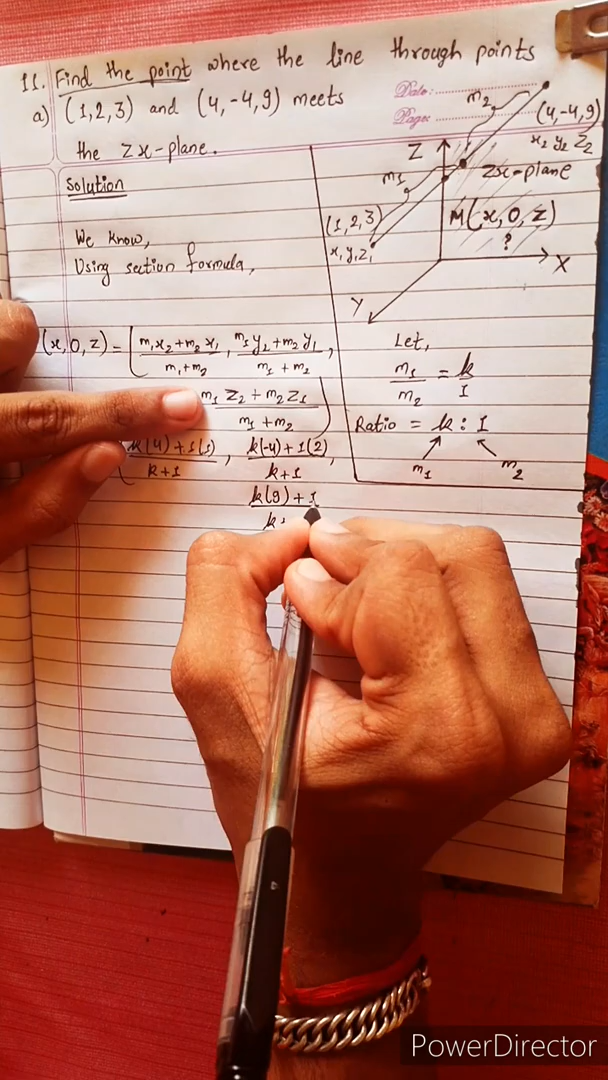 11. Find the point where the line through points
a) (1,2,3) and (4,-4,9) meets
the zx-plane.
Date:
Page:
Solution
We know,
Using section formula,
(x,0,z) = ( m₁x₂+m₂x₁ / m₁+m₂ , m₁y₂+m₂y₁ / m₁+m₂ ,
m₁z₂+m₂z₁ / m₁+m₂ )
( k(4)+1(1) / k+1 , k(-4)+1(2) / k+1 ,
k(9)+1
k
m₂
(4,-4,9)
x₂ y₂ z₂
Z
zx-plane
m₁
(1,2,3)
x₁y₁z₁
M(x,0,z)
?
X
Y
Let,
m₁ / m₂ = k / 1
Ratio = k : 1
m₁ m₂
PowerDirector